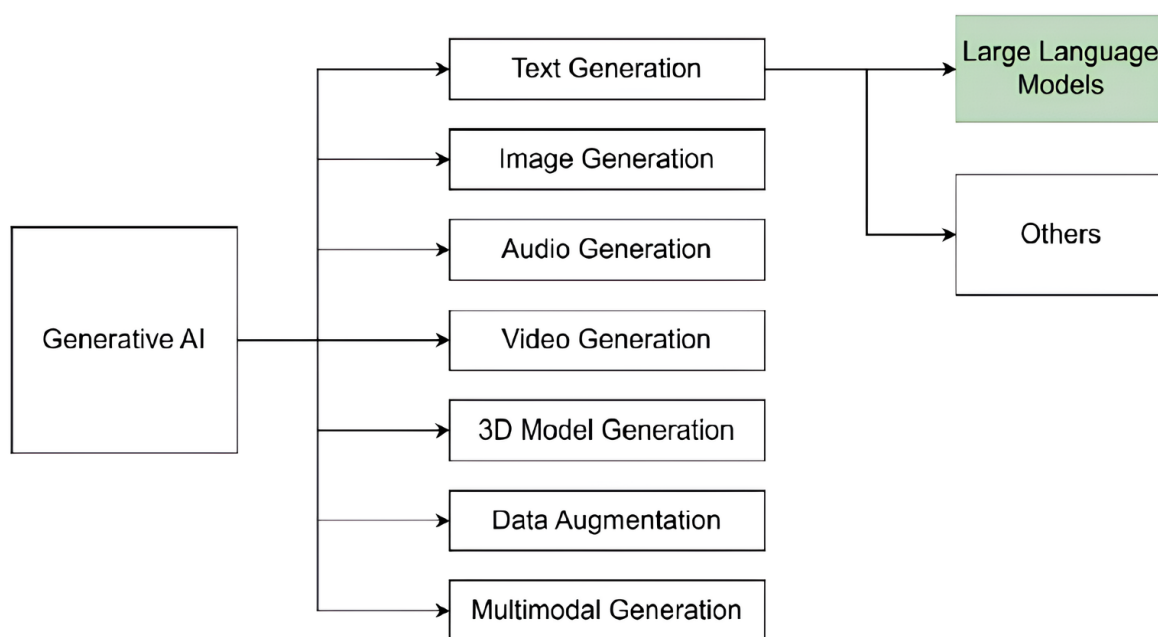 Generative AI
Text Generation
Image Generation
Audio Generation
Video Generation
3D Model Generation
Data Augmentation
Multimodal Generation
Large Language
Models
Others